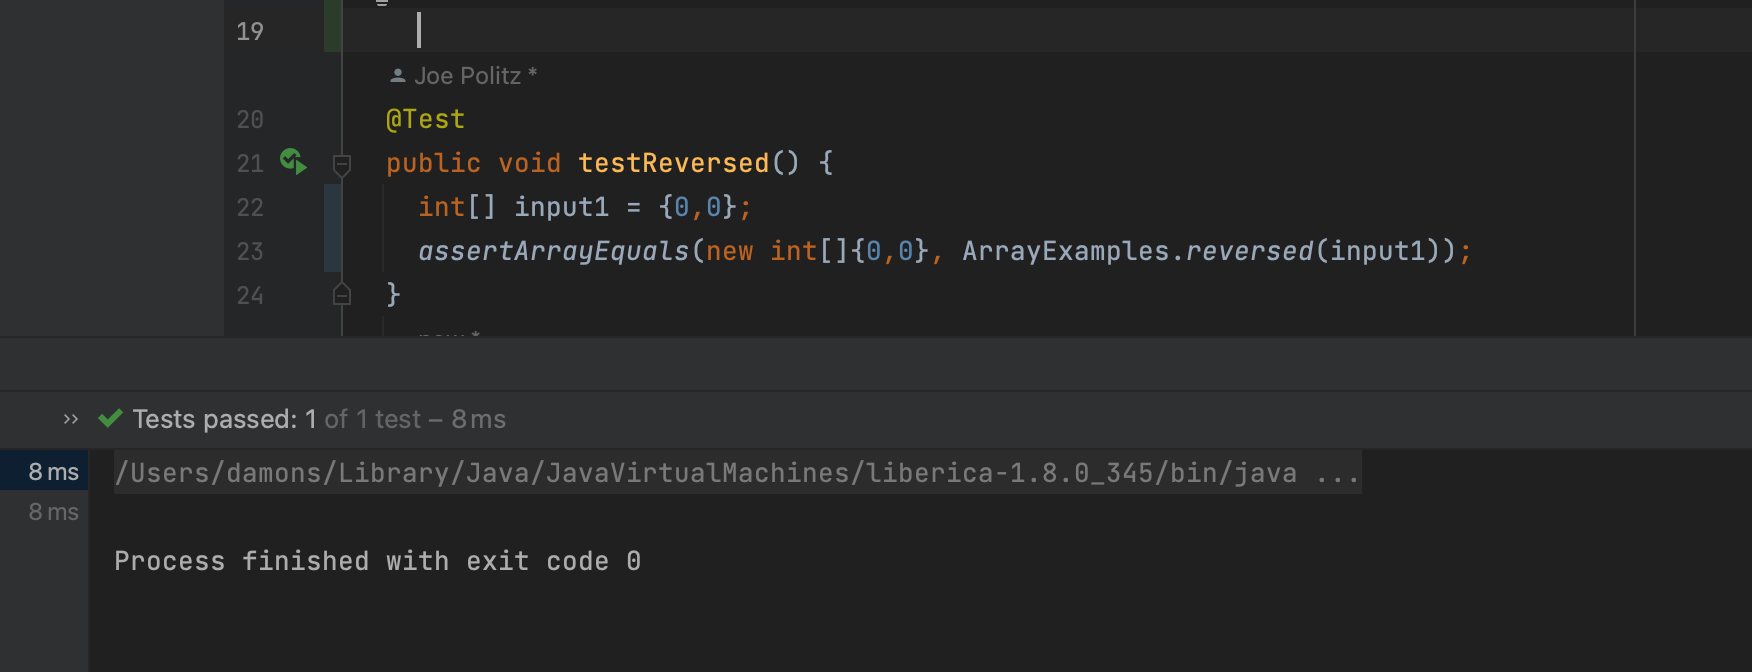 19
Joe Politz *
20 @Test
21 public void testReversed() {
22 int[] input1 = {0,0};
23 assertArrayEquals(new int[]{0,0}, ArrayExamples.reversed(input1));
24 }
>> Tests passed: 1 of 1 test – 8 ms
8 ms /Users/damons/Library/Java/JavaVirtualMachines/liberica-1.8.0_345/bin/java ...
8 ms
Process finished with exit code 0